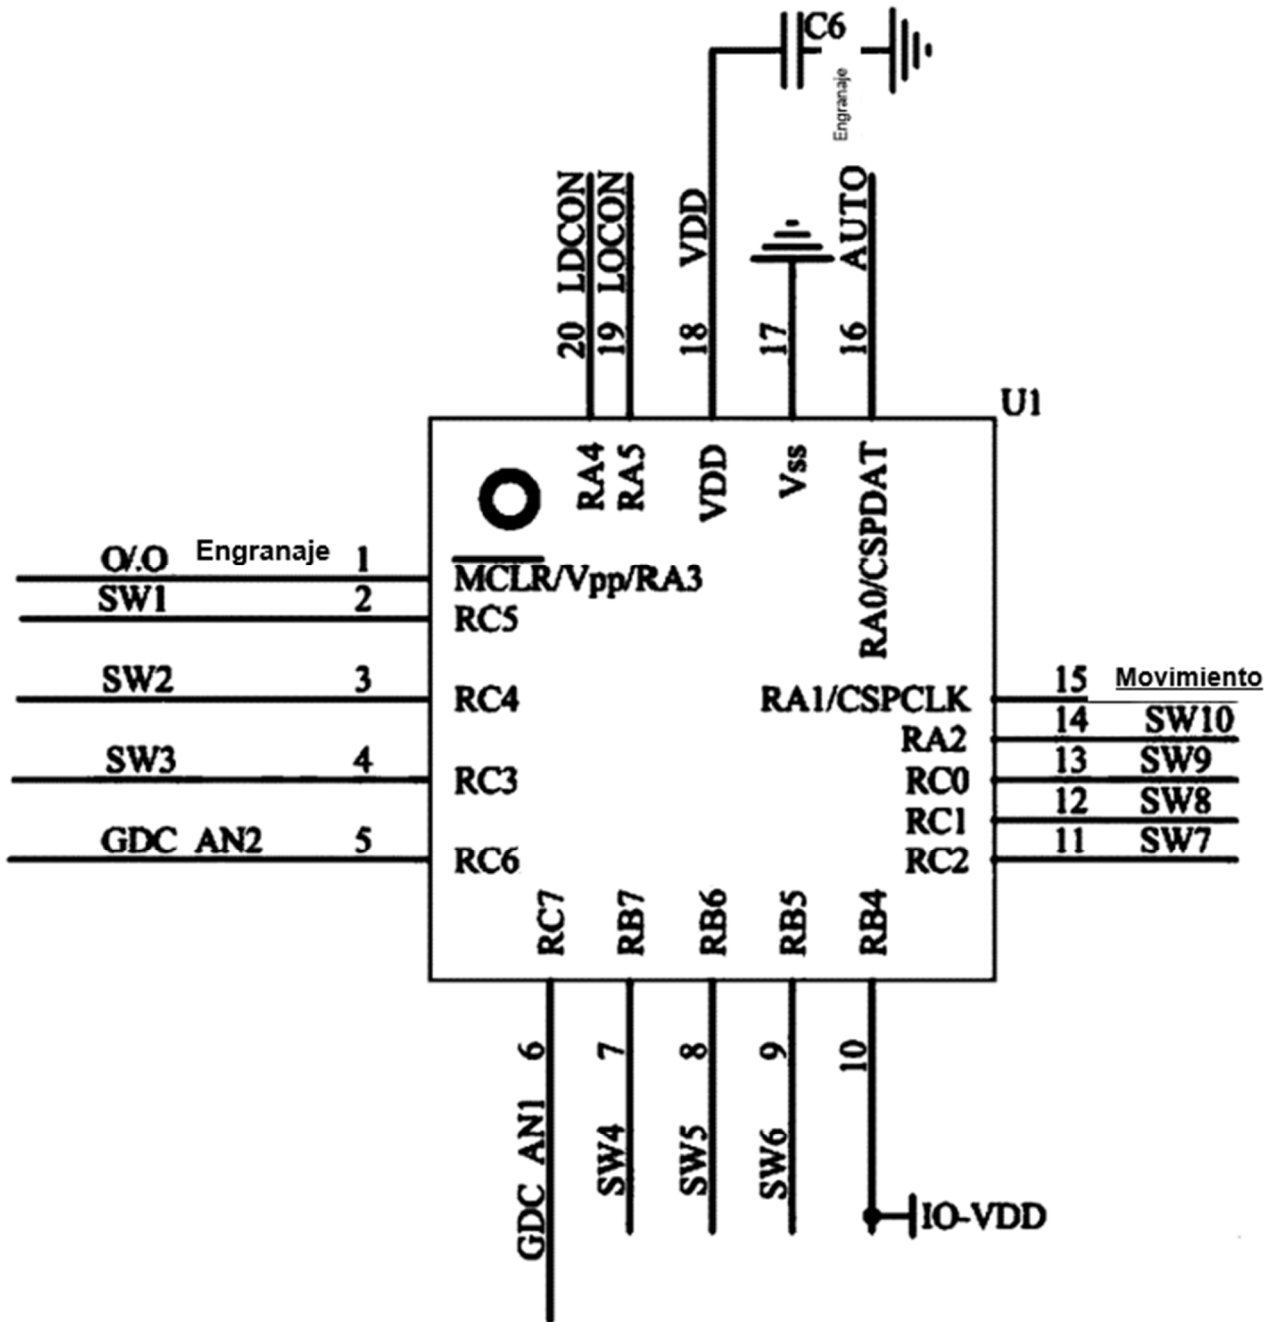 C6
Engranaje
20 LDCON
19 LOCON
18 VDD
17
16 AUTO
U1
RA4
RA5
VDD
Vss
RA0/CSPDAT
O/.O Engranaje 1
MCLR/Vpp/RA3
SW1 2
RC5
SW2 3
RC4
SW3 4
RC3
GDC AN2 5
RC6
RA1/CSPCLK
15 Movimiento
RA2
14 SW10
RC0
13 SW9
RC1
12 SW8
RC2
11 SW7
RC7
RB7
RB6
RB5
RB4
GDC AN1 6
SW4 7
SW5 8
SW6 9
10
IO-VDD